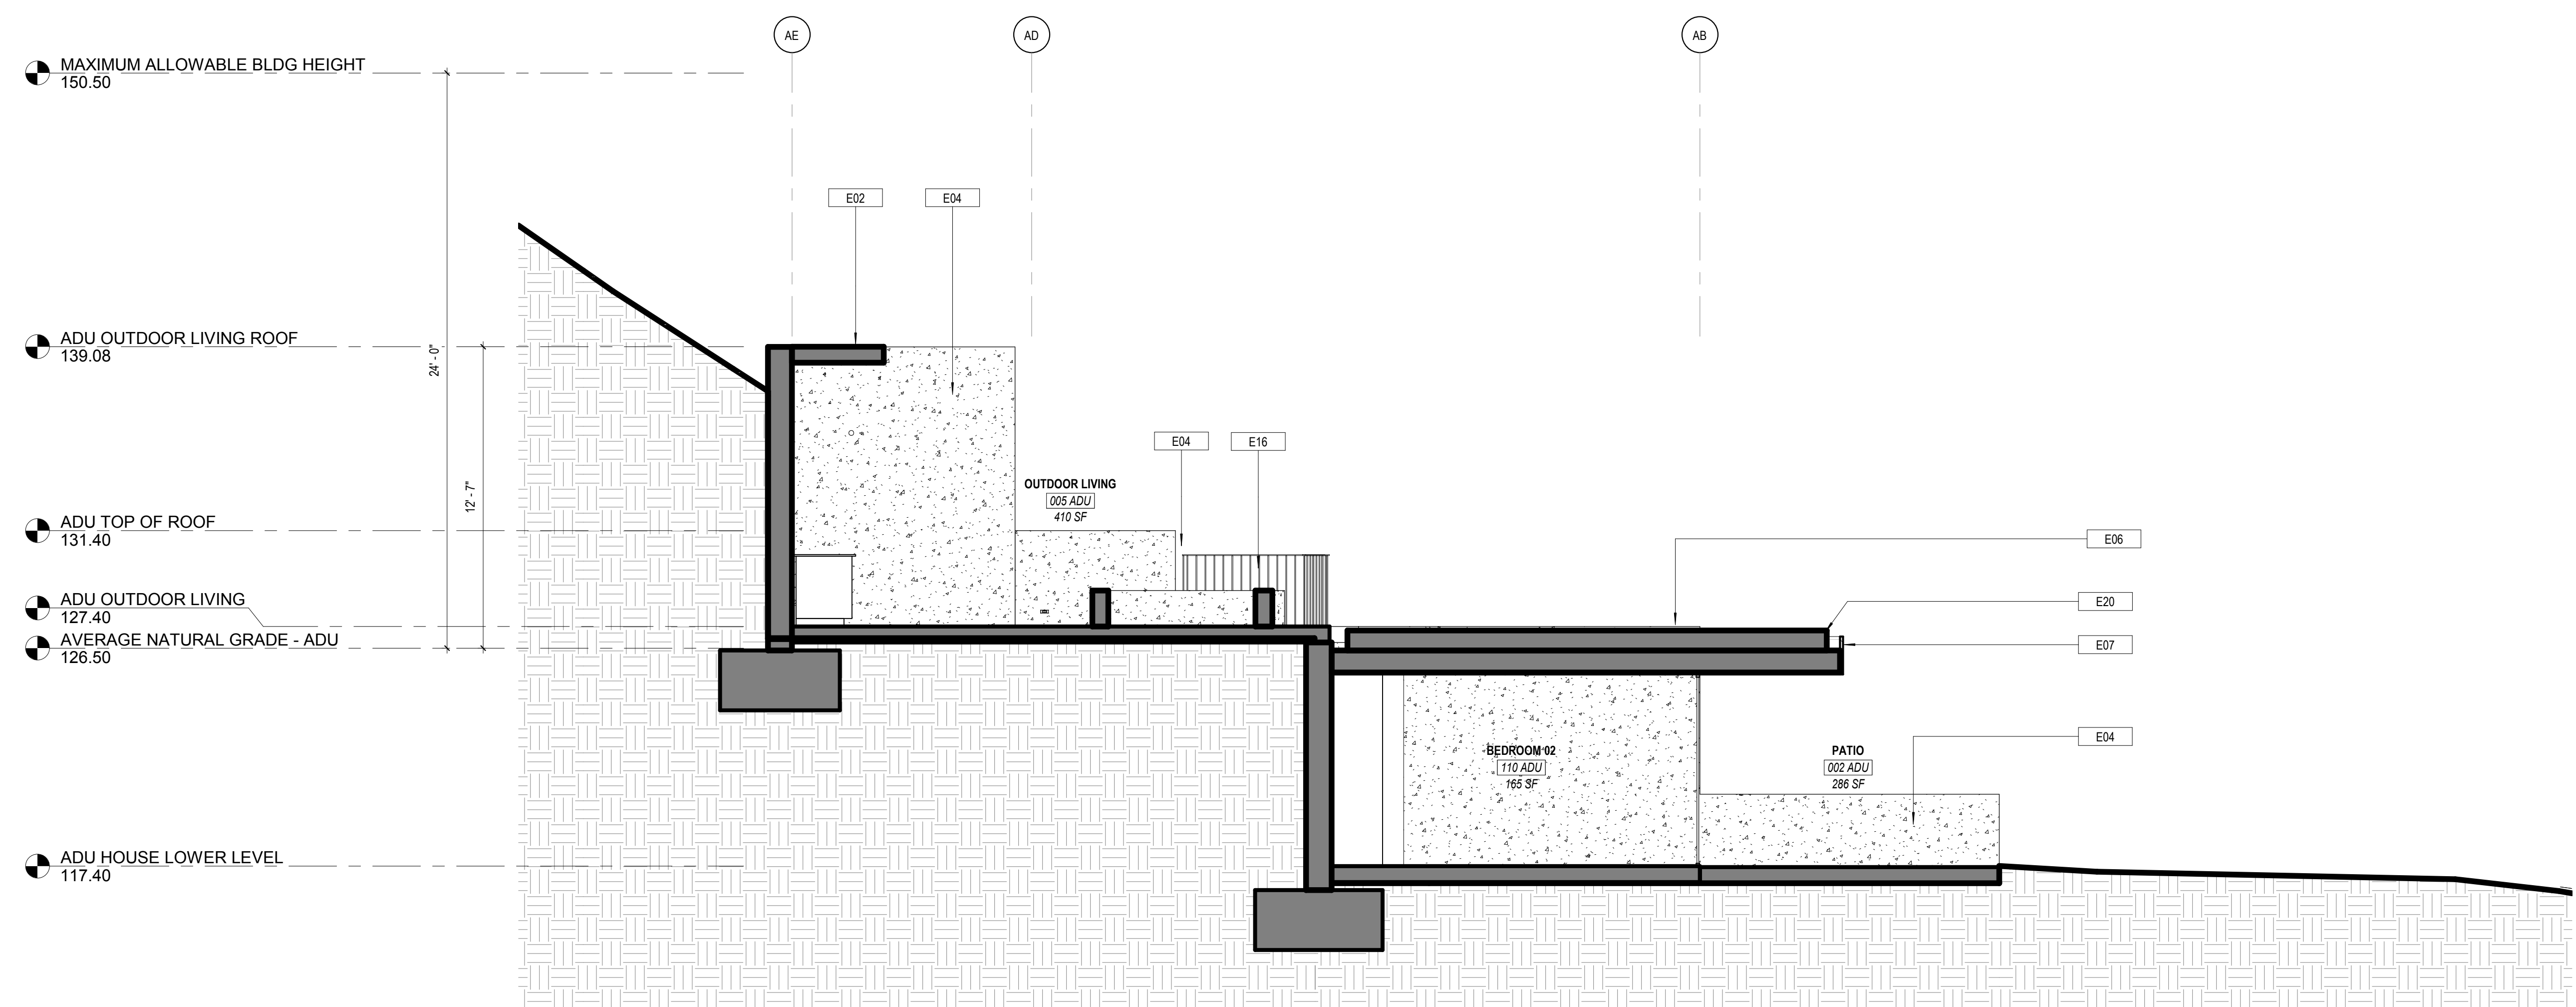 AE
AD
AB
MAXIMUM ALLOWABLE BLDG HEIGHT
150.50
E02
E04
ADU OUTDOOR LIVING ROOF
139.08
24' - 0"
12' - 7"
E04
E16
OUTDOOR LIVING
005 ADU
410 SF
ADU TOP OF ROOF
131.40
E06
ADU OUTDOOR LIVING
127.40
E20
AVERAGE NATURAL GRADE - ADU
126.50
E07
E04
BEDROOM 02
110 ADU
165 SF
PATIO
002 ADU
286 SF
ADU HOUSE LOWER LEVEL
117.40